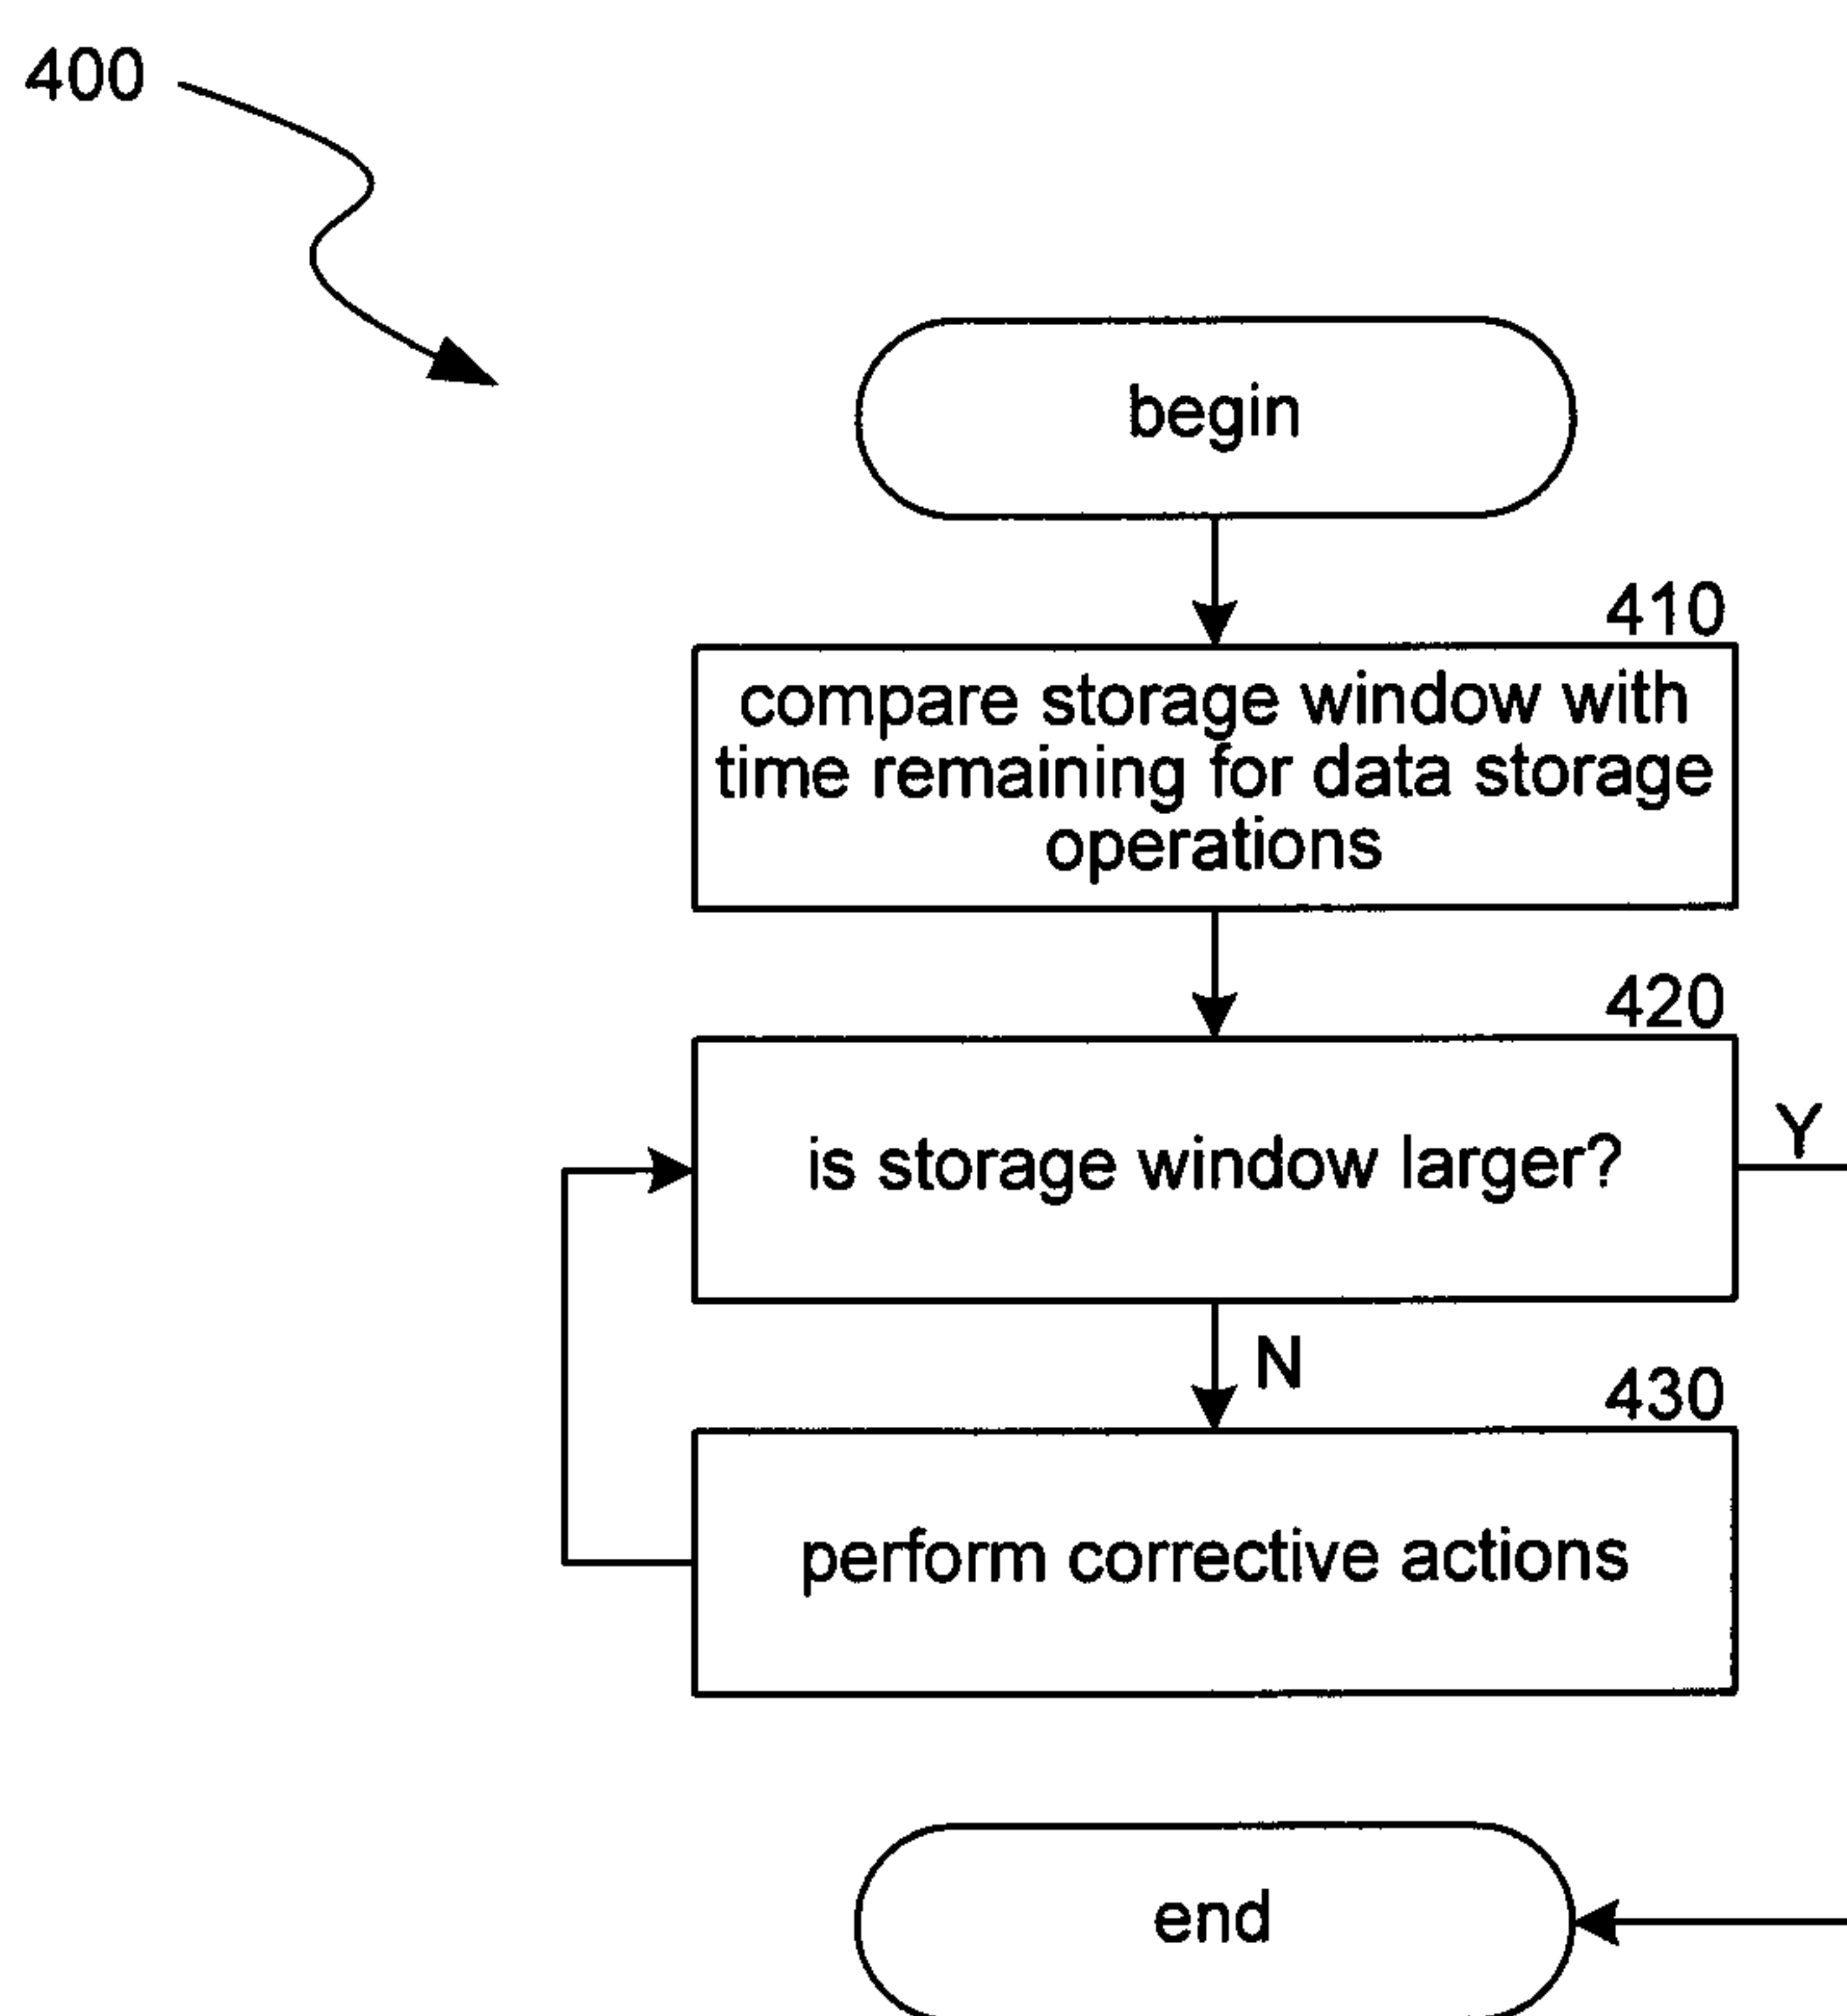 400
begin
410
compare storage window with
time remaining for data storage
operations
420
is storage window larger?
Y
N
430
perform corrective actions
end